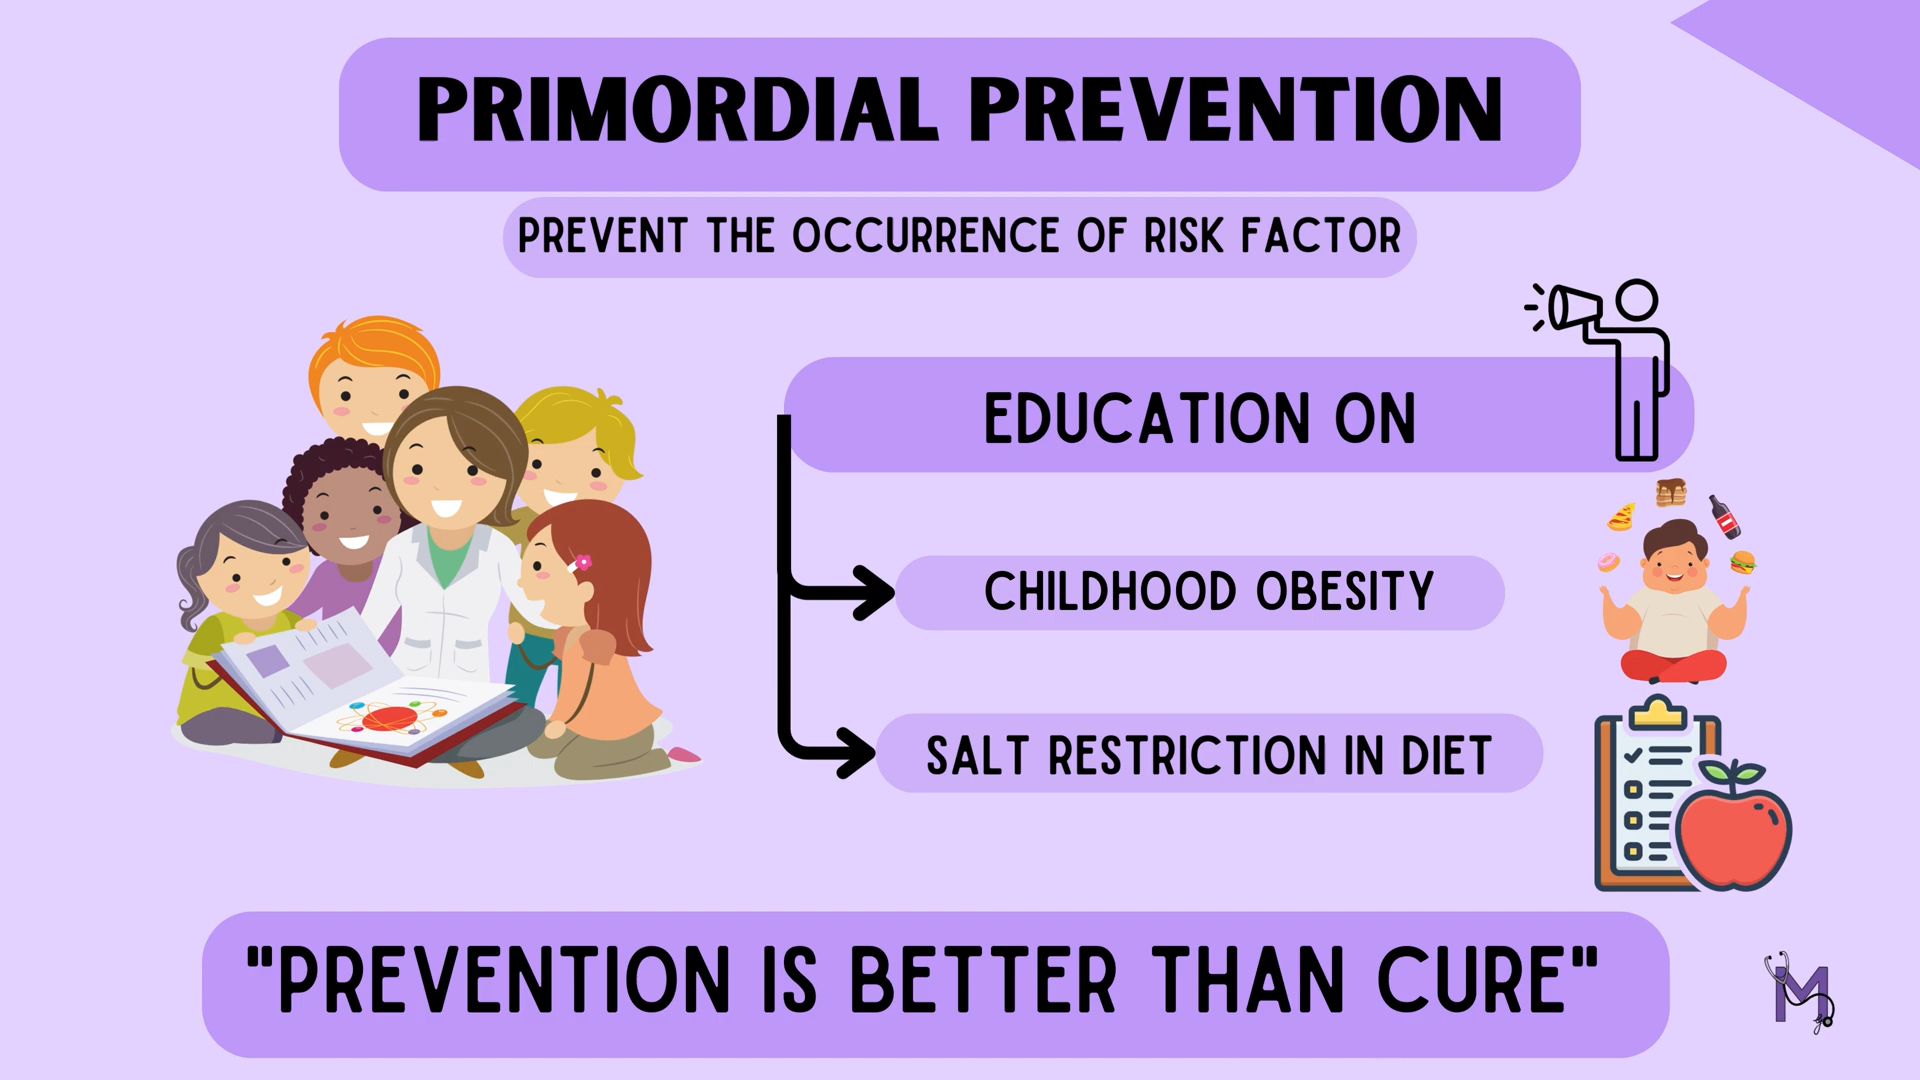 PRIMORDIAL PREVENTION
PREVENT THE OCCURRENCE OF RISK FACTOR
EDUCATION ON
CHILDHOOD OBESITY
SALT RESTRICTION IN DIET
"PREVENTION IS BETTER THAN CURE"
M